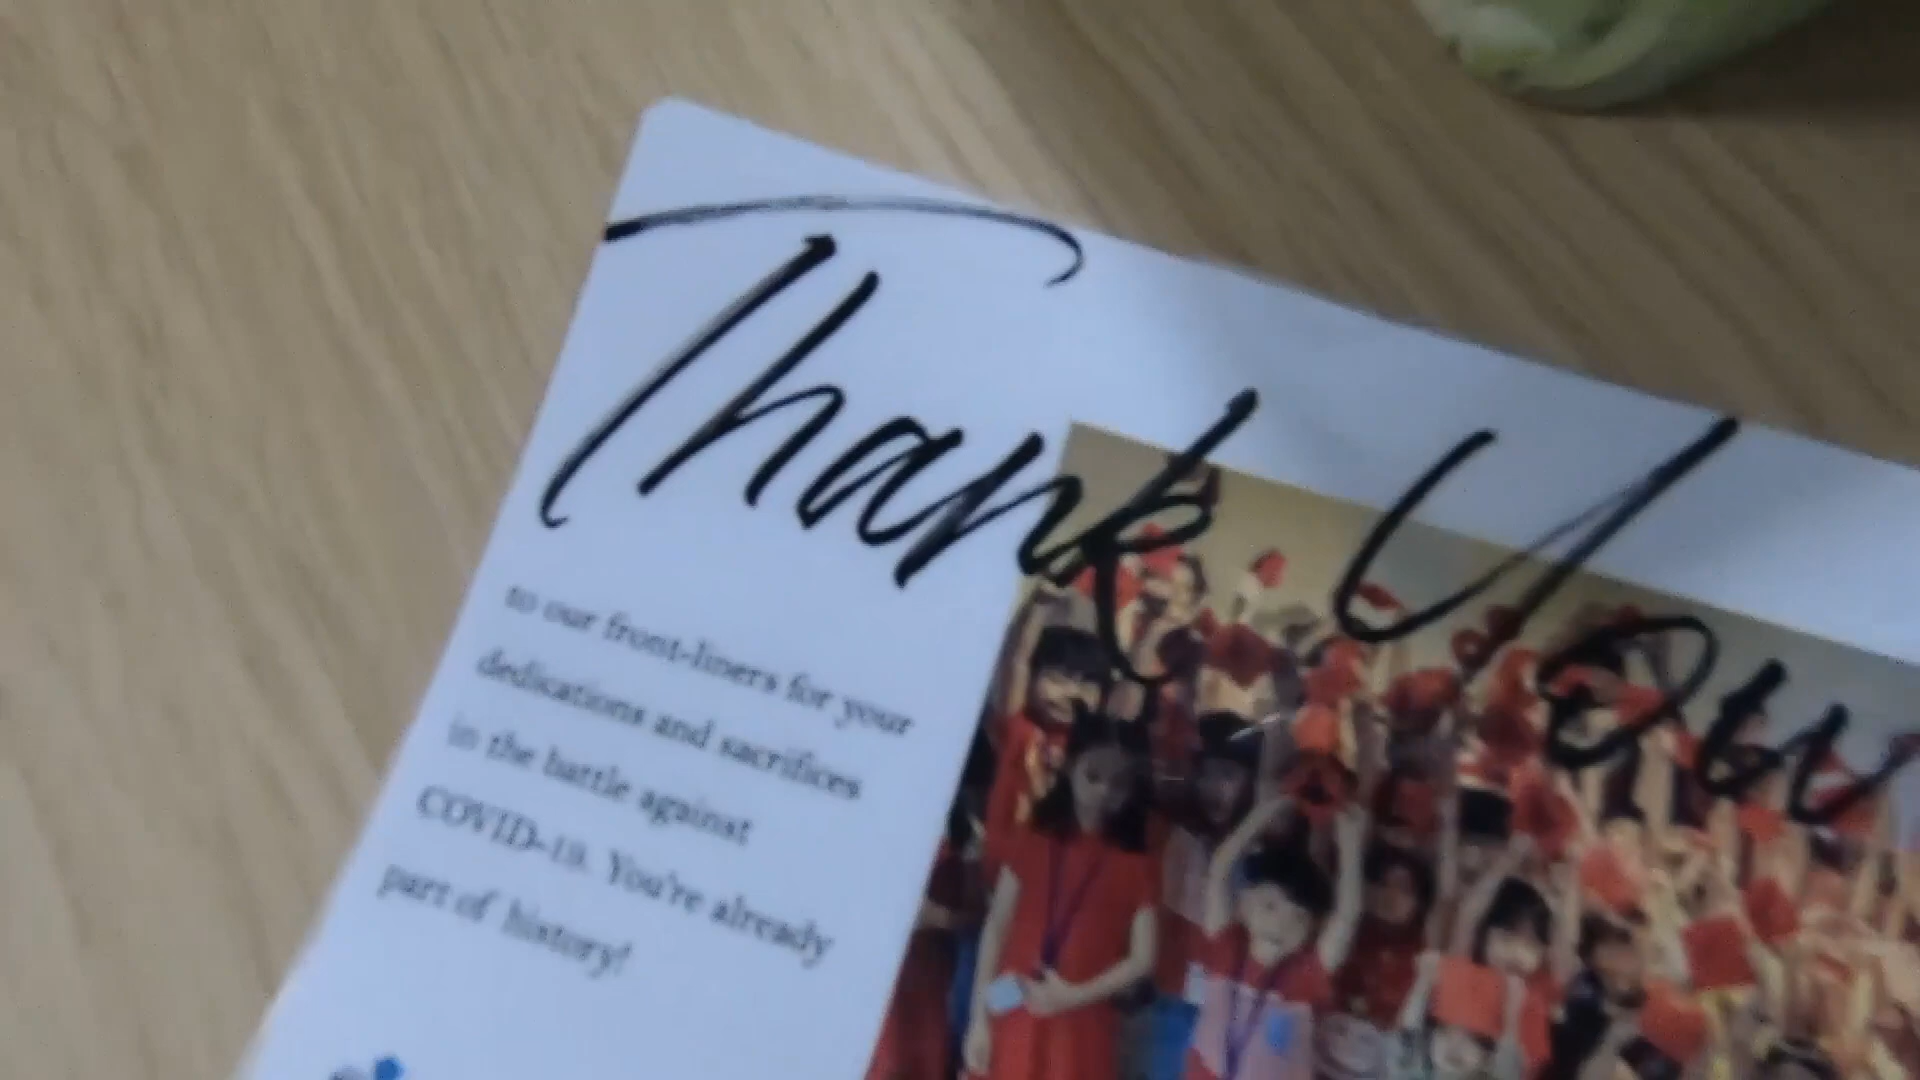 Thank You
to our front-liners for your
dedications and sacrifices
in the battle against
COVID-19. You're already
part of history!